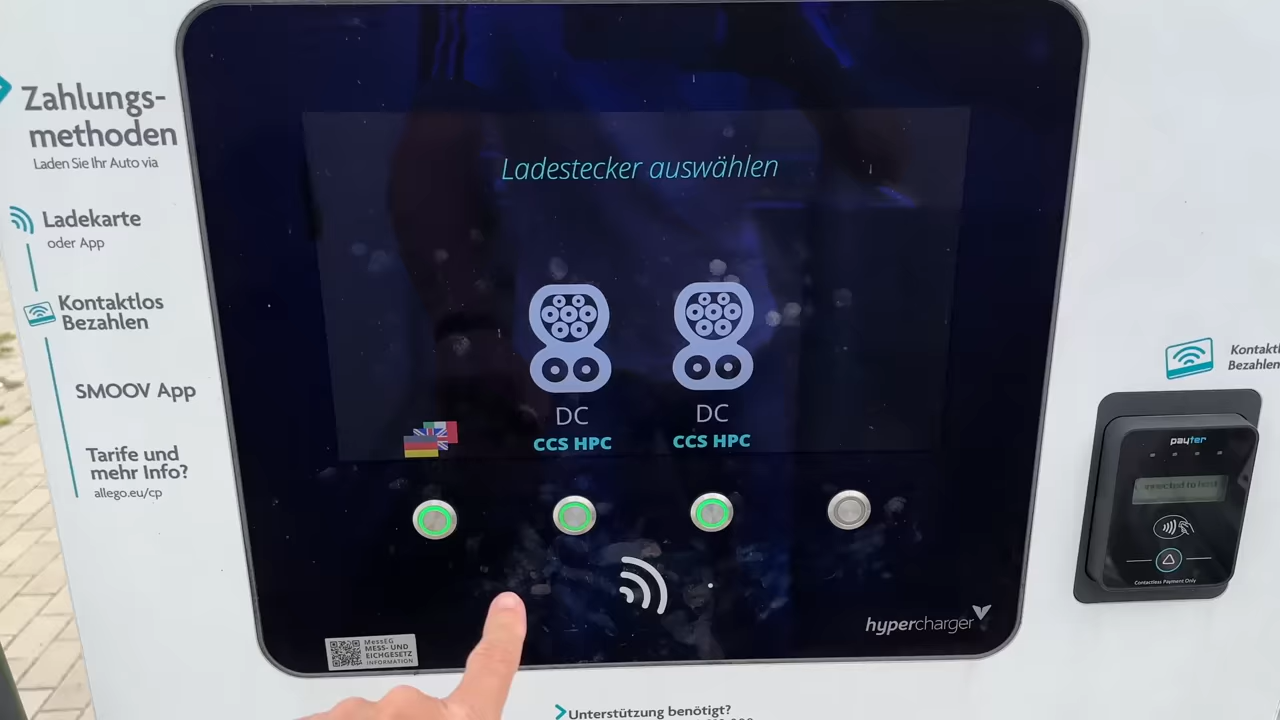 Zahlungs-
methoden
Laden Sie Ihr Auto via
Ladekarte
oder App
Kontaktlos
Bezahlen
SMOOV App
Tarife und
mehr Info?
allego.eu/cp
Ladestecker auswählen
DC
CCS HPC
DC
CCS HPC
hypercharger
MessEG
MESS- UND
EICHGESETZ
INFORMATION
Bezahlen
payter
Contactless Payment Only
Unterstützung benötigt?